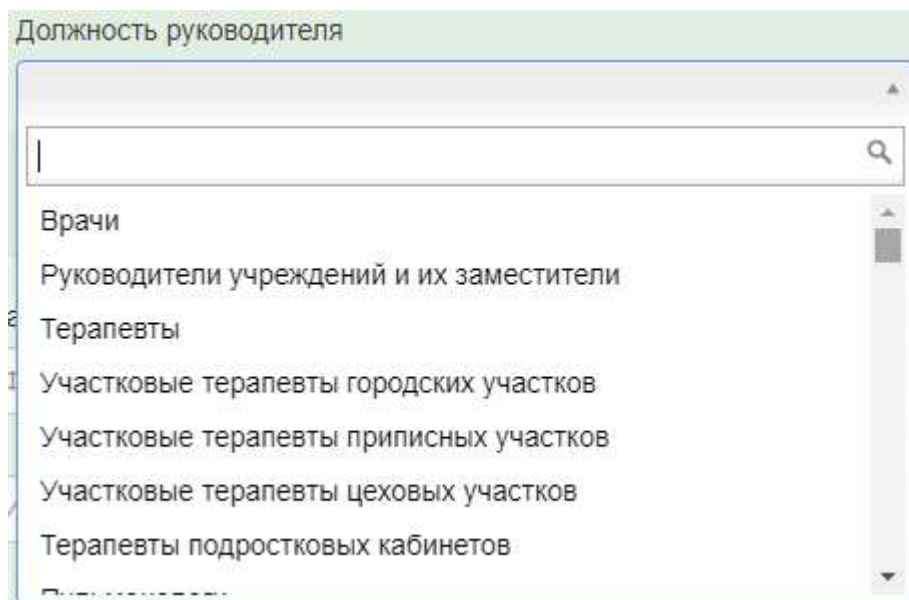 Должность руководителя
Врачи
Руководители учреждений и их заместители
Терапевты
Участковые терапевты городских участков
Участковые терапевты приписных участков
Участковые терапевты цеховых участков
Терапевты подростковых кабинетов